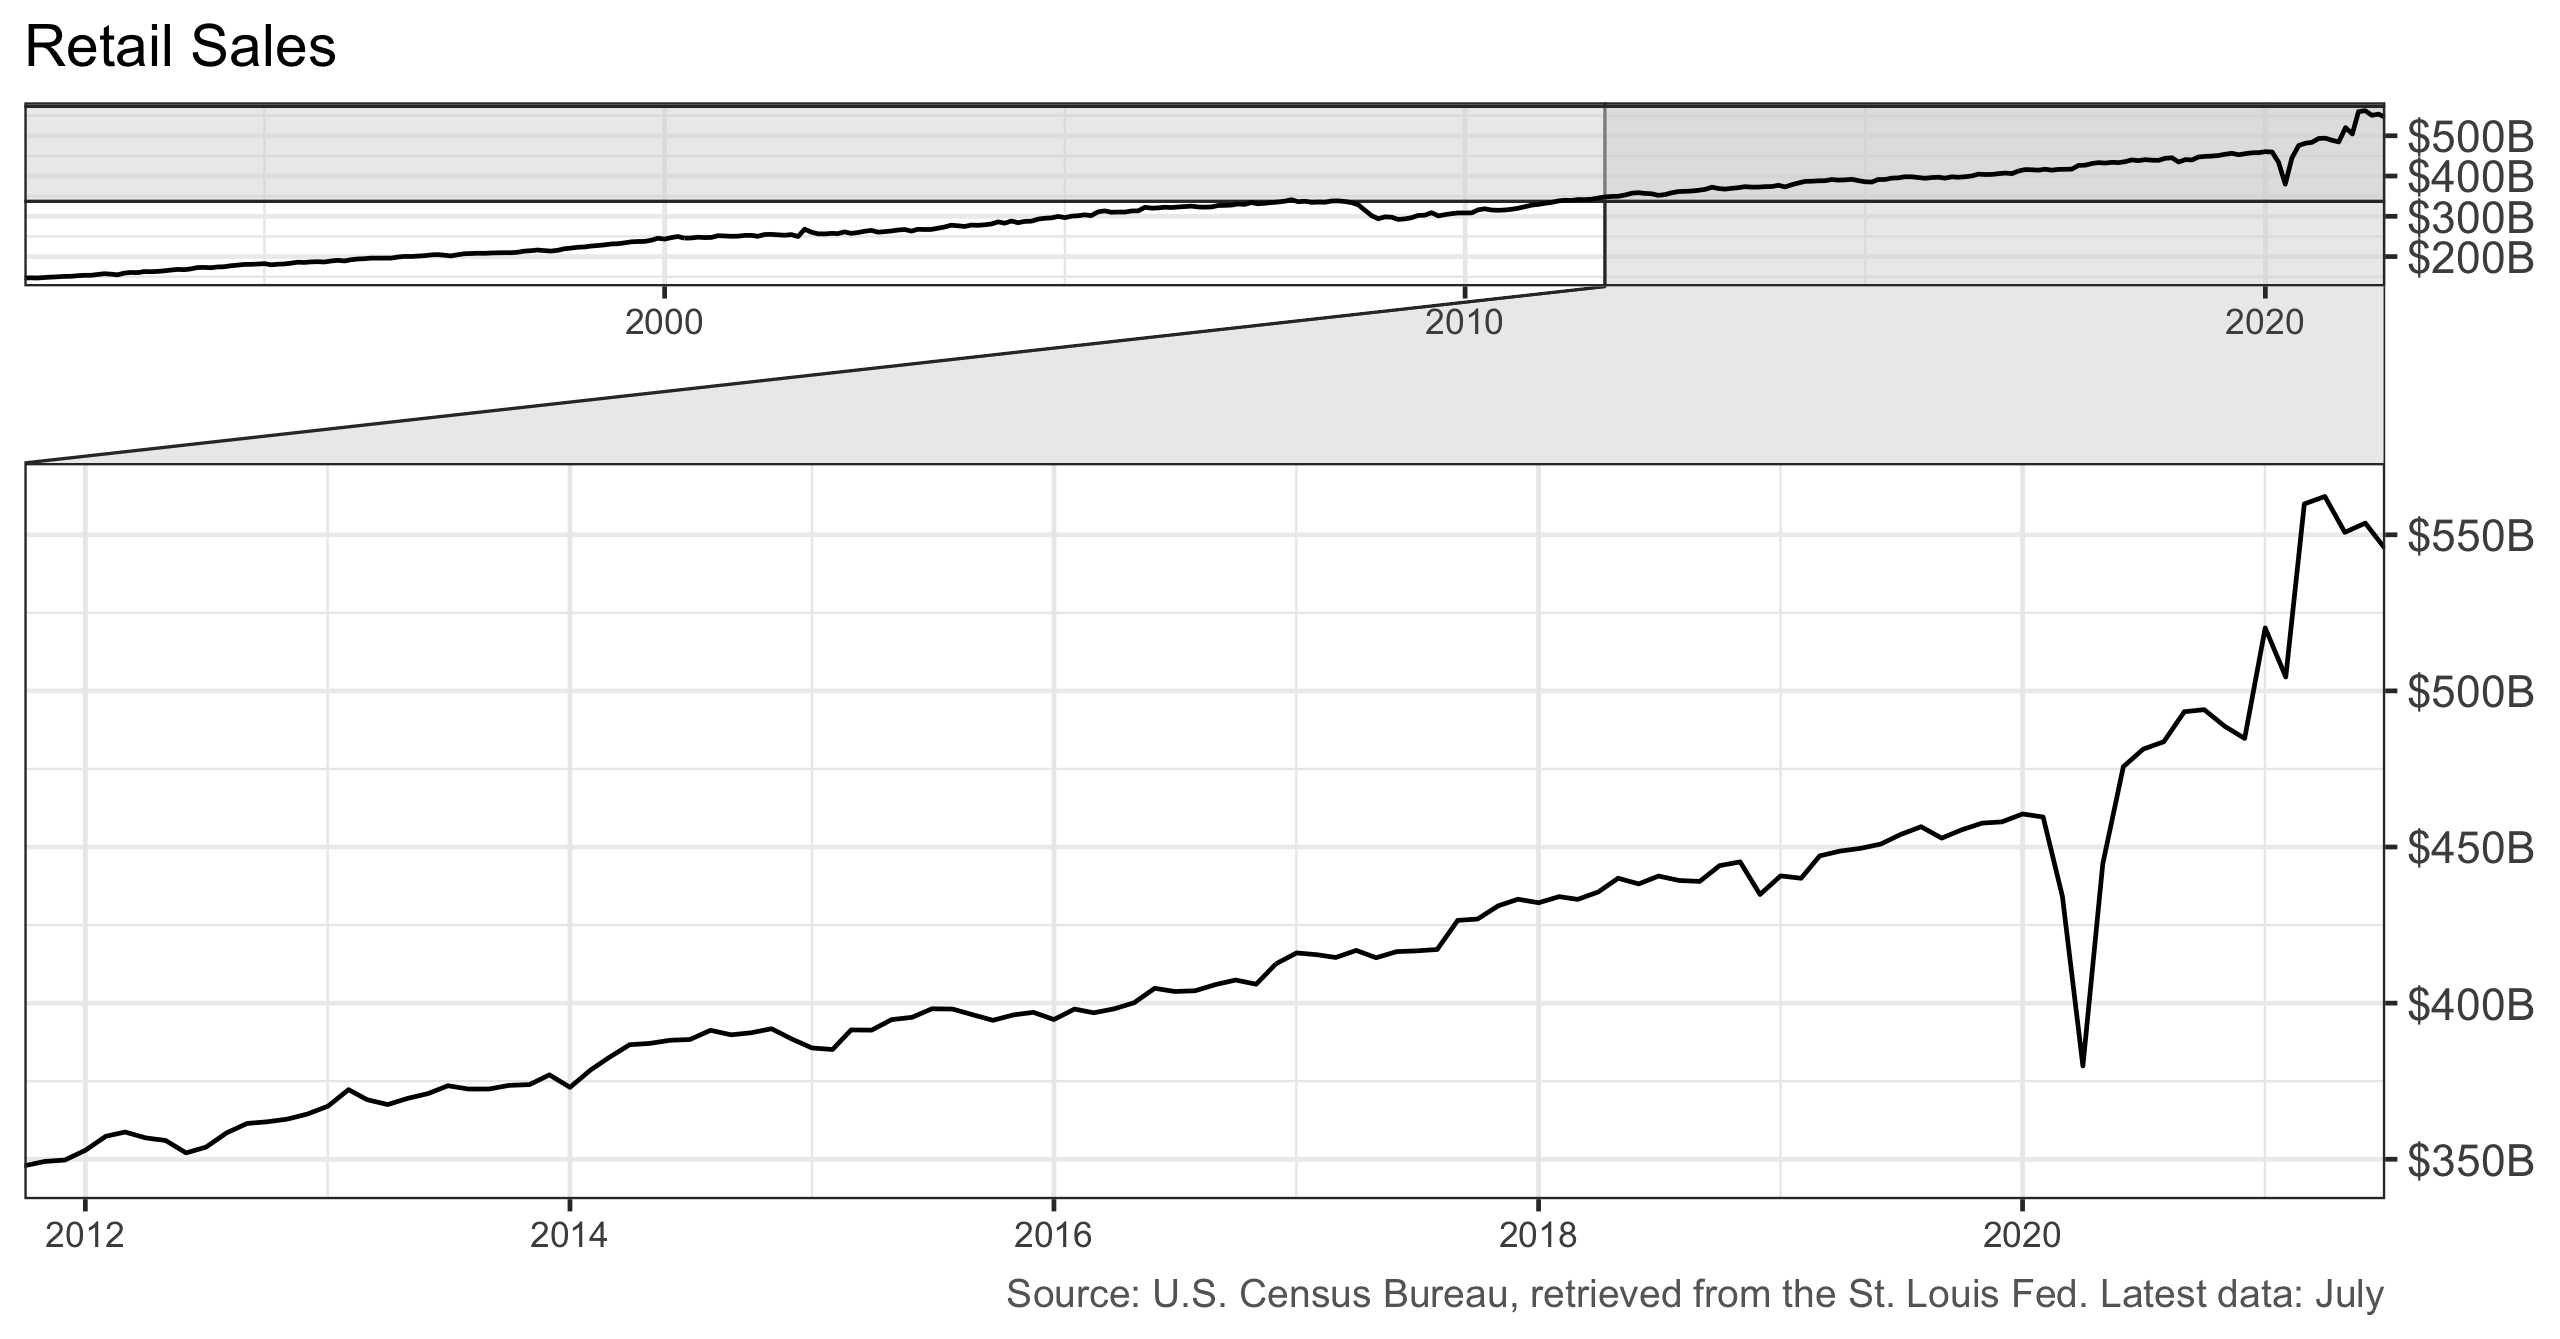 Retail Sales
$500B
$400B
$300B
$200B
2000 2010 2020
$550B
$500B
$450B
$400B
$350B
2012 2014 2016 2018 2020
Source: U.S. Census Bureau, retrieved from the St. Louis Fed. Latest data: July